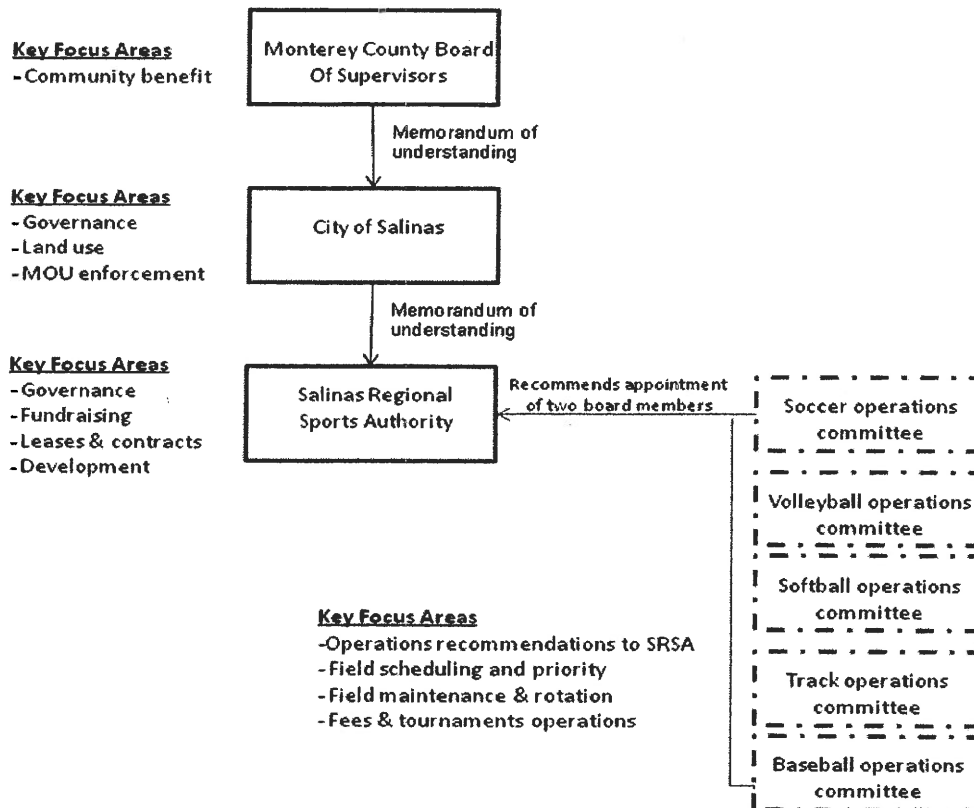 Key Focus Areas
-Community benefit
Monterey County Board
Of Supervisors
Memorandum of
understanding
Key Focus Areas
-Governance
-Land use
-MOU enforcement
City of Salinas
Memorandum of
understanding
Key Focus Areas
-Governance
-Fundraising
-Leases & contracts
-Development
Salinas Regional
Sports Authority
Recommends appointment
of two board members
Soccer operations
committee
Volleyball operations
committee
Softball operations
committee
Track operations
committee
Baseball operations
committee
Key Focus Areas
-Operations recommendations to SRSA
-Field scheduling and priority
-Field maintenance & rotation
-Fees & tournaments operations